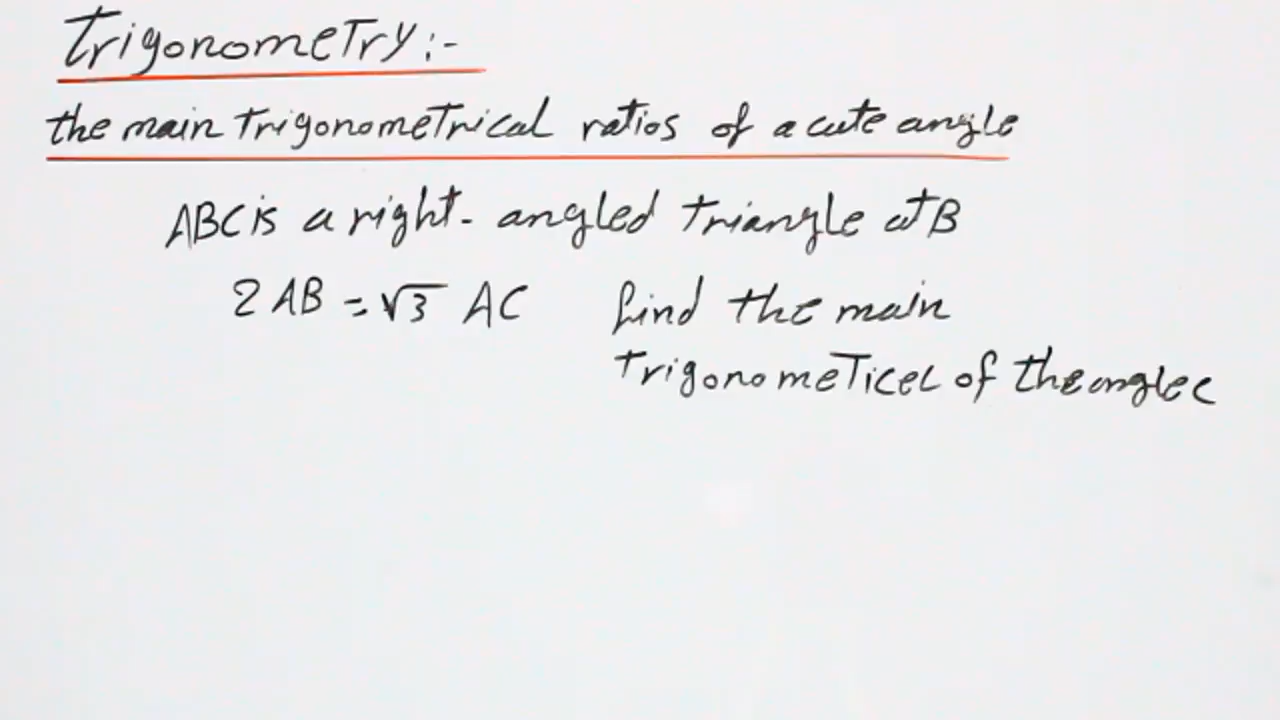 Trigonometry:-
the main trigonometrical ratios of acute angle
ABC is a right-angled triangle at B
2 AB = √3 AC find the main
trigonometicel of the angle c